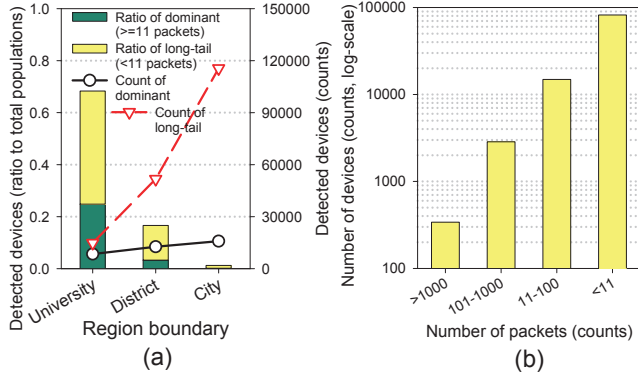 Detected devices (ratio to total populations)
1.0
0.8
0.6
0.4
0.2
0.0
Ratio of dominant
(>=11 packets)
Ratio of long-tail
(<11 packets)
Count of
dominant
Count of
long-tail
150000
120000
90000
60000
30000
0
Detected devices (counts)
University
District
City
Region boundary
(a)
Number of devices (counts, log-scale)
10000
1000
100
>1000
101-1000
11-100
<11
Number of packets (counts)
(b)